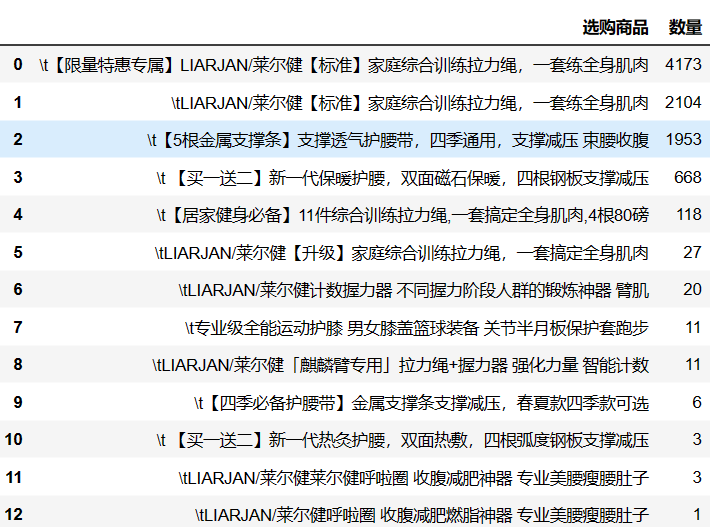 选购商品 数量
0 \t【限量特惠专属】LIARJAN/莱尔健【标准】家庭综合训练拉力绳，一套练全身肌肉 4173
1 \tLIARJAN/莱尔健【标准】家庭综合训练拉力绳，一套练全身肌肉 2104
2 \t【5根金属支撑条】支撑透气护腰带，四季通用，支撑减压 束腰收腹 1953
3 \t 【买一送二】新一代保暖护腰，双面磁石保暖，四根钢板支撑减压 668
4 \t【居家健身必备】11件综合训练拉力绳,一套搞定全身肌肉,4根80磅 118
5 \tLIARJAN/莱尔健【升级】家庭综合训练拉力绳，一套搞定全身肌肉 27
6 \tLIARJAN/莱尔健计数握力器 不同握力阶段人群的锻炼神器 臂肌 20
7 \t专业级全能运动护膝 男女膝盖篮球装备 关节半月板保护套跑步 11
8 \tLIARJAN/莱尔健「麒麟臂专用」拉力绳+握力器 强化力量 智能计数 11
9 \t【四季必备护腰带】金属支撑条支撑减压，春夏款四季款可选 6
10 \t 【买一送二】新一代热灸护腰，双面热敷，四根弧度钢板支撑减压 3
11 \tLIARJAN/莱尔健莱尔健呼啦圈 收腹减肥神器 专业美腰瘦腰肚子 3
12 \tLIARJAN/莱尔健呼啦圈 收腹减肥燃脂神器 专业美腰瘦腰肚子 1